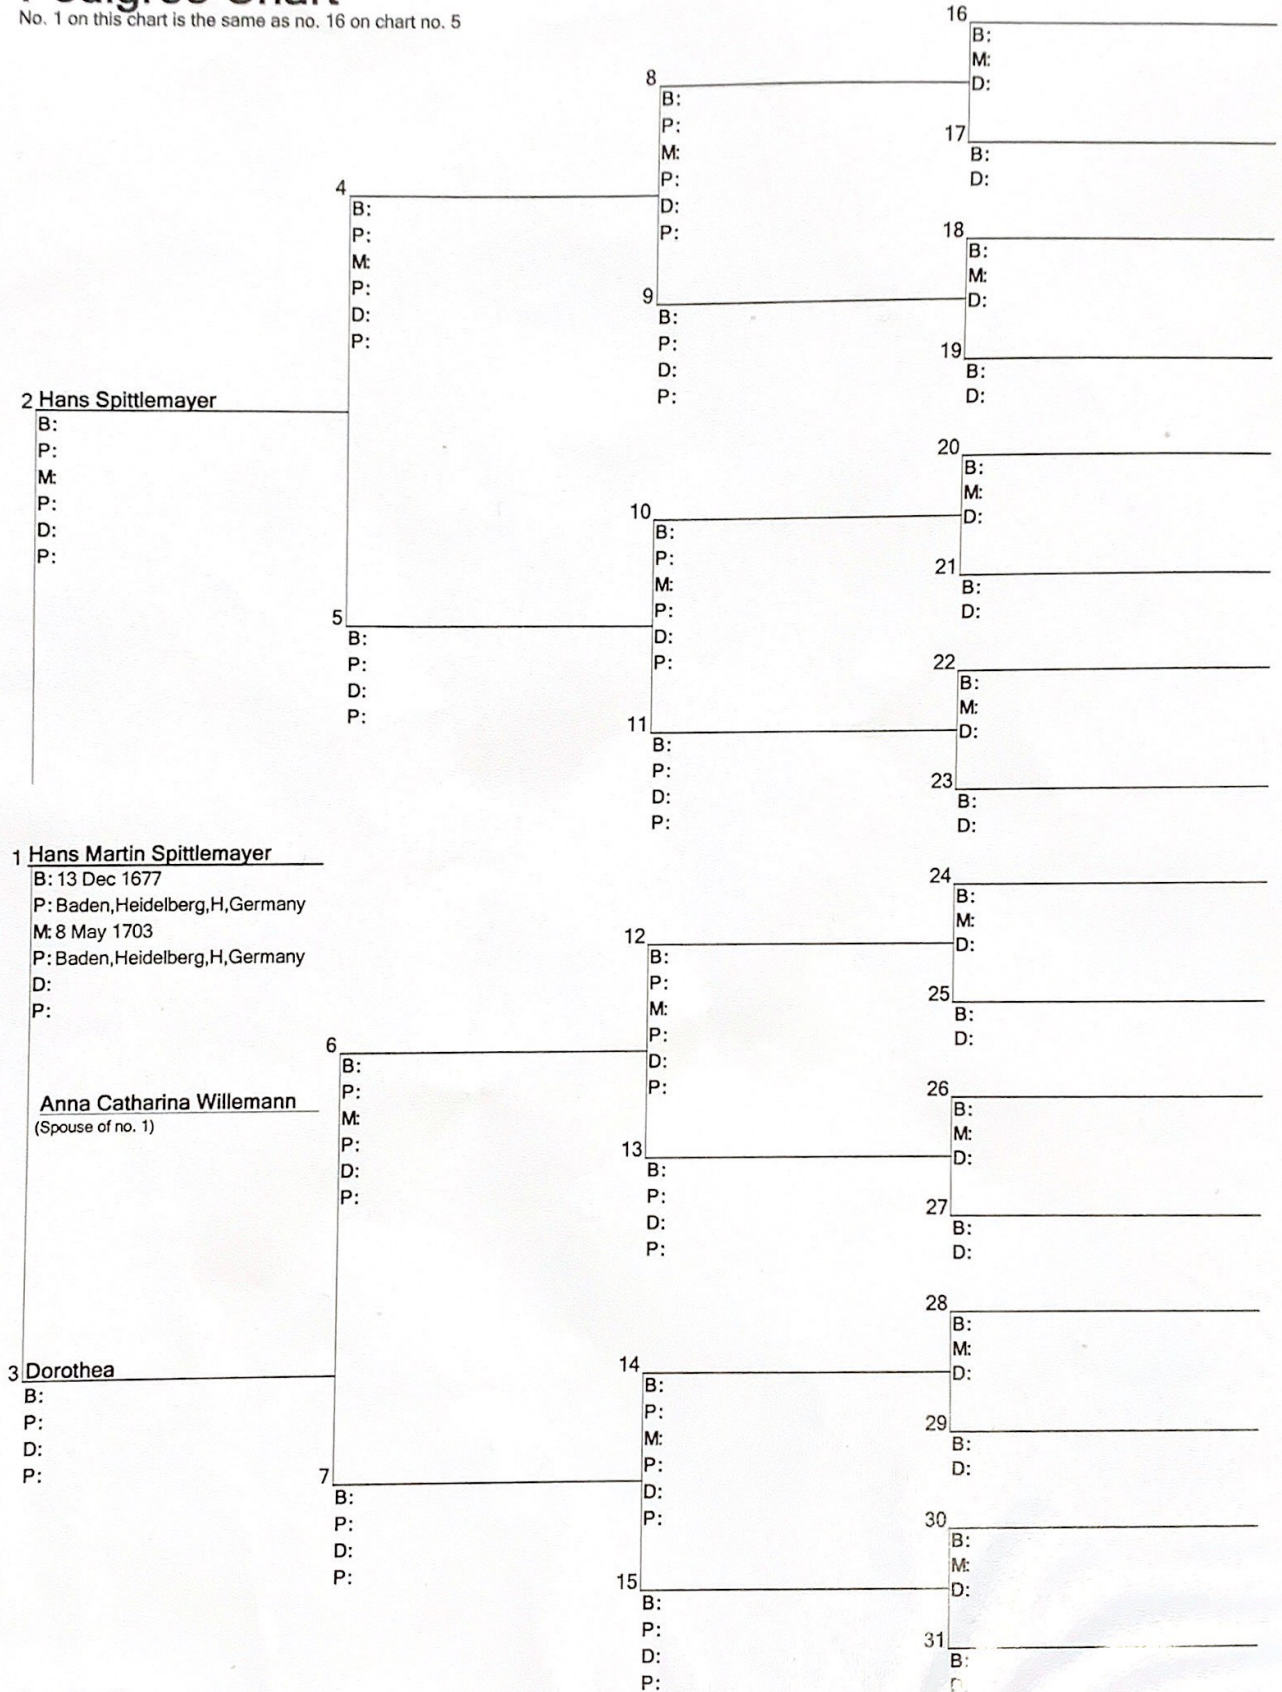 Pedigree Chart
No. 1 on this chart is the same as no. 16 on chart no. 5
2 Hans Spittlemayer
B:
P:
M:
P:
D:
P:
1 Hans Martin Spittlemayer
B: 13 Dec 1677
P: Baden,Heidelberg,H,Germany
M: 8 May 1703
P: Baden,Heidelberg,H,Germany
D:
P:
Anna Catharina Willemann
(Spouse of no. 1)
3 Dorothea
B:
P:
D:
P:
4
B:
P:
M:
P:
D:
P:
5
B:
P:
D:
P:
6
B:
P:
M:
P:
D:
P:
7
B:
P:
D:
P:
8
B:
P:
M:
P:
D:
P:
9
B:
P:
D:
P:
10
B:
P:
M:
P:
D:
P:
11
B:
P:
D:
P:
12
B:
P:
M:
P:
D:
P:
13
B:
P:
D:
P:
14
B:
P:
M:
P:
D:
P:
15
B:
P:
D:
P:
16
B:
M:
D:
17
B:
D:
18
B:
M:
D:
19
B:
D:
20
B:
M:
D:
21
B:
D:
22
B:
M:
D:
23
B:
D:
24
B:
M:
D:
25
B:
D:
26
B:
M:
D:
27
B:
D:
28
B:
M:
D:
29
B:
D:
30
B:
M:
D:
31
B: